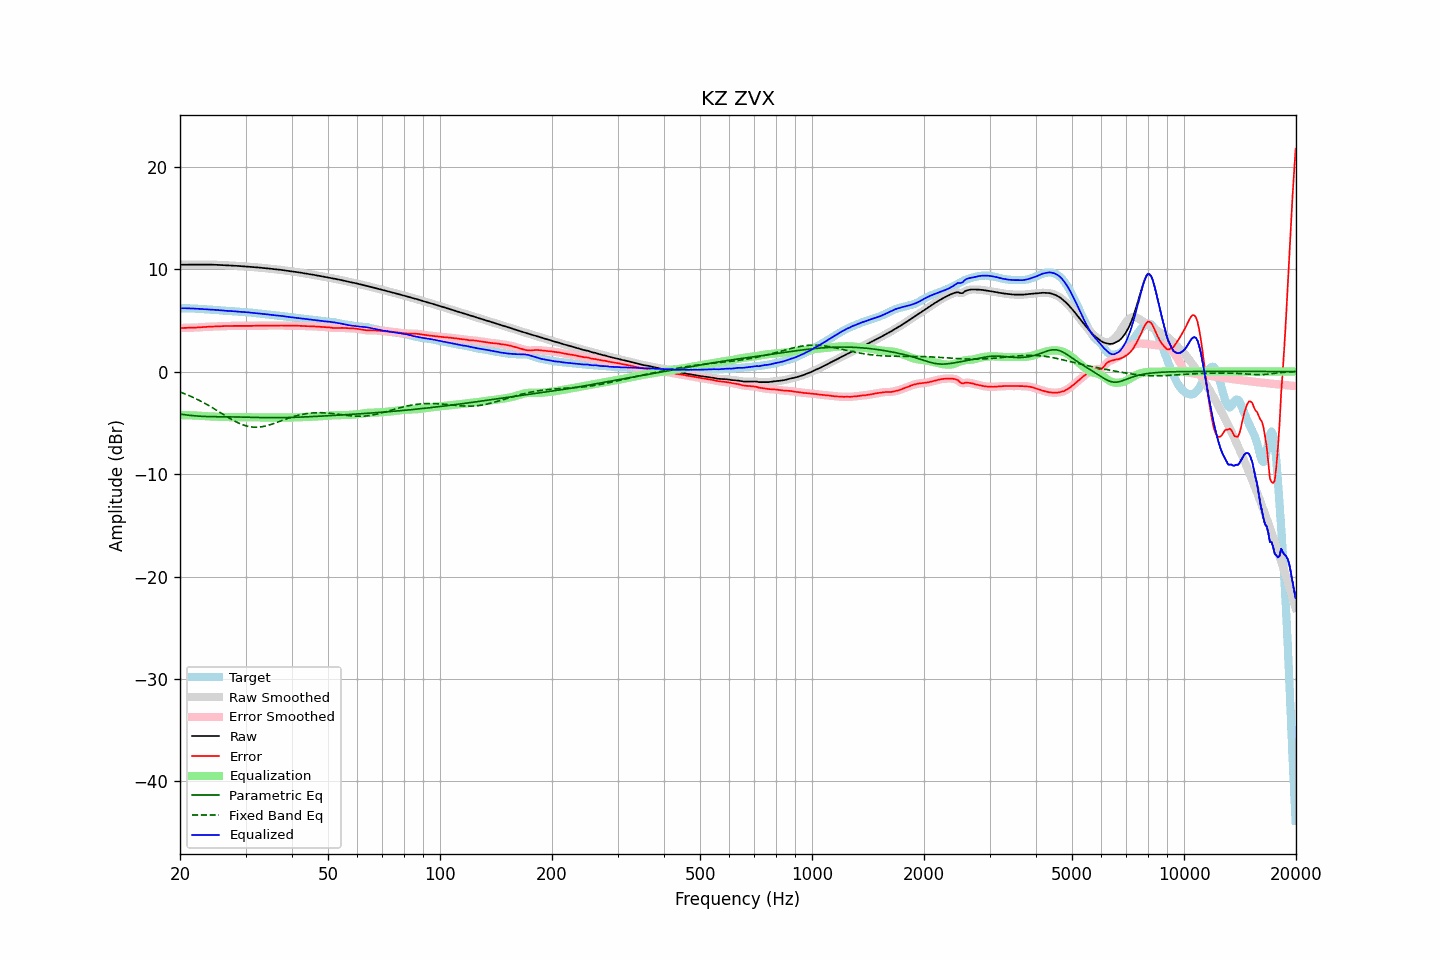 KZ ZVX
20
10
0
−10
−20
−30
−40
Amplitude (dBr)
Target
Raw Smoothed
Error Smoothed
Raw
Error
Equalization
Parametric Eq
Fixed Band Eq
Equalized
20 50 100 200 500 1000 2000 5000 10000 20000
Frequency (Hz)